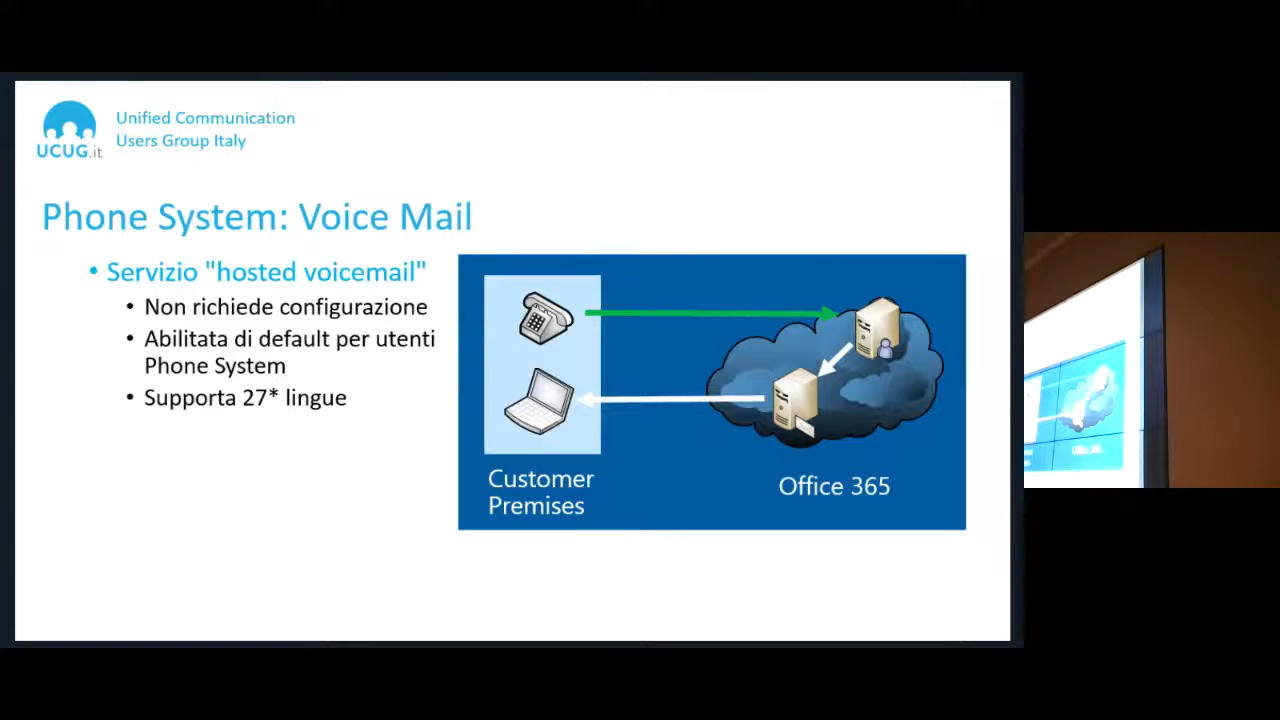 Unified Communication
Users Group Italy
UCUG.it
Phone System: Voice Mail
• Servizio "hosted voicemail"
• Non richiede configurazione
• Abilitata di default per utenti
Phone System
• Supporta 27* lingue
Customer
Premises
Office 365